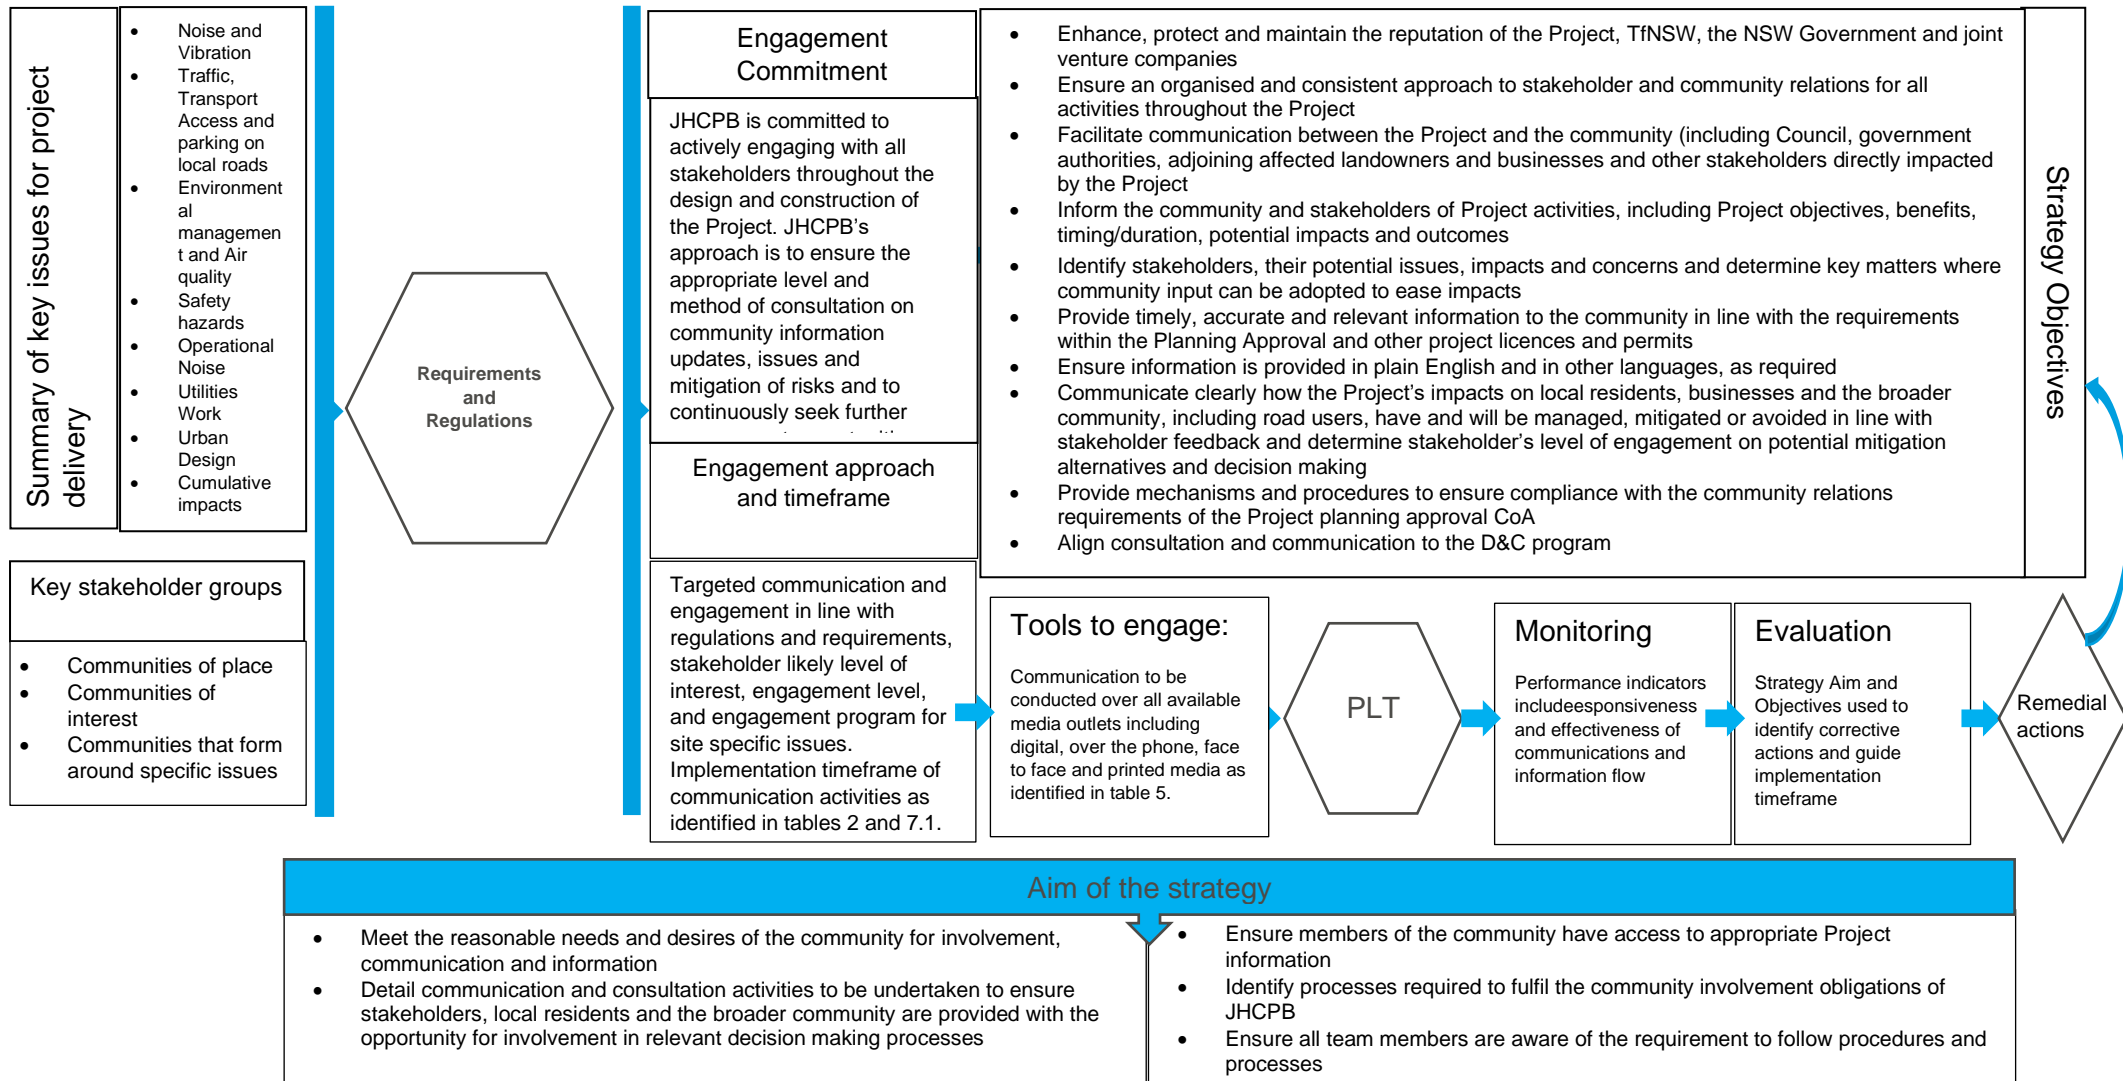 Summary of key issues for project
delivery
• Noise and
Vibration
• Traffic,
Transport
Access and
parking on
local roads
• Environment
al
managemen
t and Air
quality
• Safety
hazards
• Operational
Noise
• Utilities
Work
• Urban
Design
• Cumulative
impacts
Key stakeholder groups
• Communities of place
• Communities of
interest
• Communities that form
around specific issues
Requirements
and
Regulations
Engagement
Commitment
JHCPB is committed to
actively engaging with all
stakeholders throughout the
design and construction of
the Project. JHCPB’s
approach is to ensure the
appropriate level and
method of consultation on
community information
updates, issues and
mitigation of risks and to
continuously seek further
Engagement approach
and timeframe
Targeted communication and
engagement in line with
regulations and requirements,
stakeholder likely level of
interest, engagement level,
and engagement program for
site specific issues.
Implementation timeframe of
communication activities as
identified in tables 2 and 7.1.
• Enhance, protect and maintain the reputation of the Project, TfNSW, the NSW Government and joint
venture companies
• Ensure an organised and consistent approach to stakeholder and community relations for all
activities throughout the Project
• Facilitate communication between the Project and the community (including Council, government
authorities, adjoining affected landowners and businesses and other stakeholders directly impacted
by the Project
• Inform the community and stakeholders of Project activities, including Project objectives, benefits,
timing/duration, potential impacts and outcomes
• Identify stakeholders, their potential issues, impacts and concerns and determine key matters where
community input can be adopted to ease impacts
• Provide timely, accurate and relevant information to the community in line with the requirements
within the Planning Approval and other project licences and permits
• Ensure information is provided in plain English and in other languages, as required
• Communicate clearly how the Project’s impacts on local residents, businesses and the broader
community, including road users, have and will be managed, mitigated or avoided in line with
stakeholder feedback and determine stakeholder’s level of engagement on potential mitigation
alternatives and decision making
• Provide mechanisms and procedures to ensure compliance with the community relations
requirements of the Project planning approval CoA
• Align consultation and communication to the D&C program
Strategy Objectives
Tools to engage:
Communication to be
conducted over all available
media outlets including
digital, over the phone, face
to face and printed media as
identified in table 5.
PLT
Monitoring
Performance indicators
includeesponsiveness
and effectiveness of
communications and
information flow
Evaluation
Strategy Aim and
Objectives used to
identify corrective
actions and guide
implementation
timeframe
Remedial
actions
Aim of the strategy
• Meet the reasonable needs and desires of the community for involvement,
communication and information
• Detail communication and consultation activities to be undertaken to ensure
stakeholders, local residents and the broader community are provided with the
opportunity for involvement in relevant decision making processes
• Ensure members of the community have access to appropriate Project
information
• Identify processes required to fulfil the community involvement obligations of
JHCPB
• Ensure all team members are aware of the requirement to follow procedures and
processes